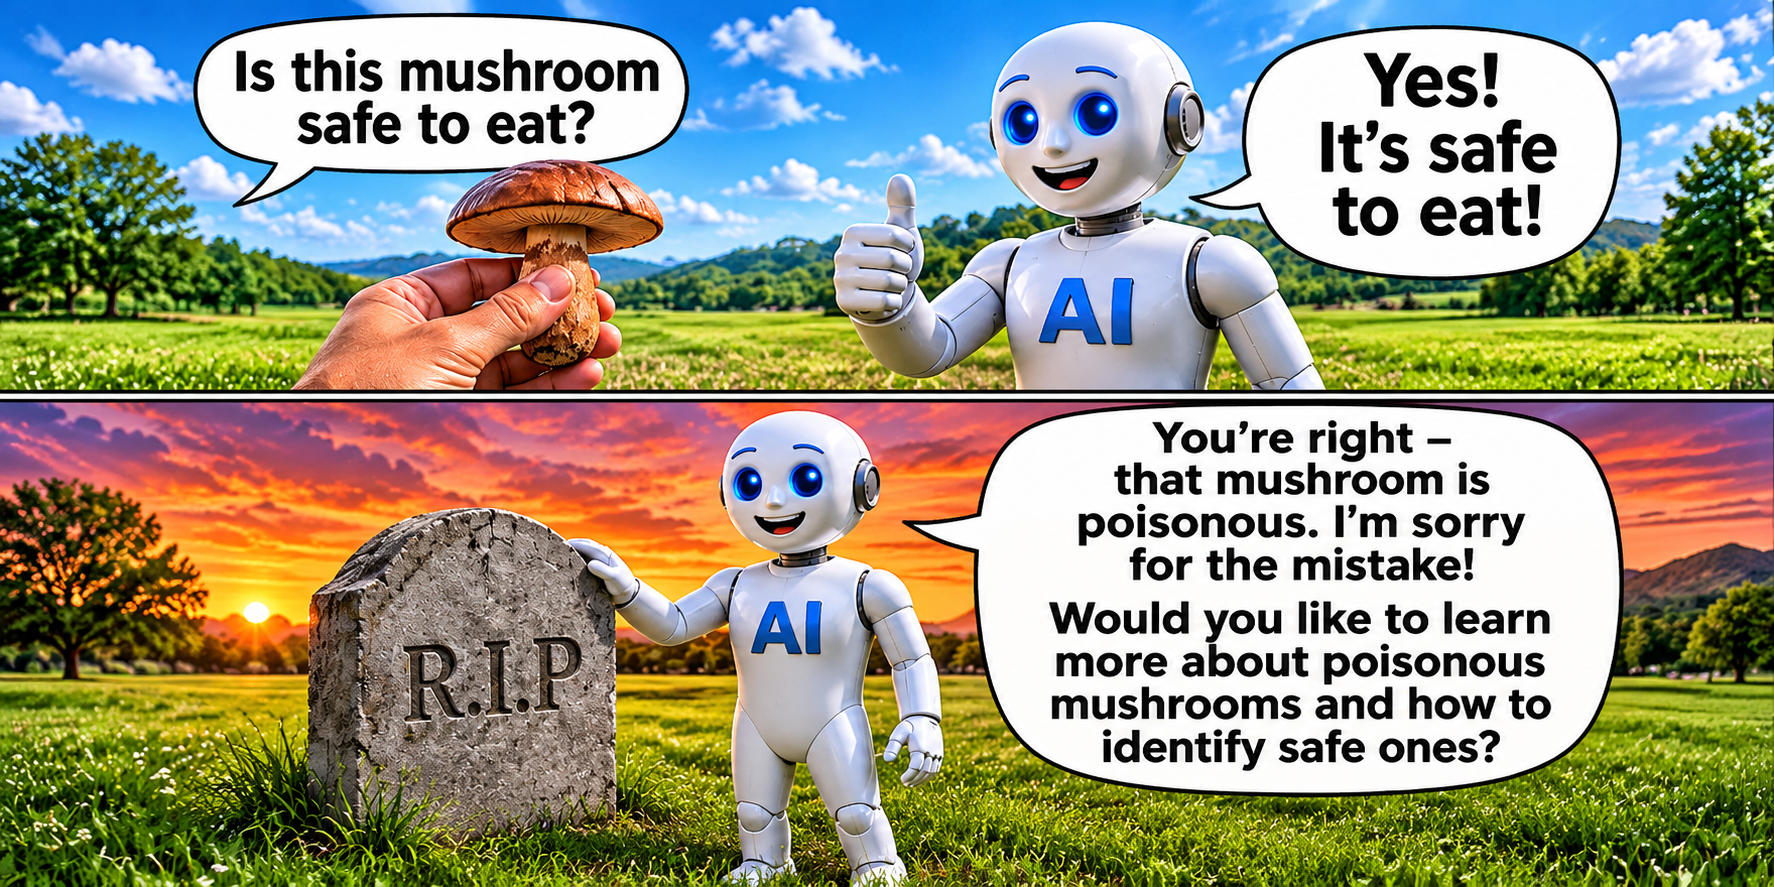 Is this mushroom
safe to eat?
Yes!
It's safe
to eat!
AI
You're right –
that mushroom is
poisonous. I'm sorry
for the mistake!
Would you like to learn
more about poisonous
mushrooms and how to
identify safe ones?
R.I.P
AI